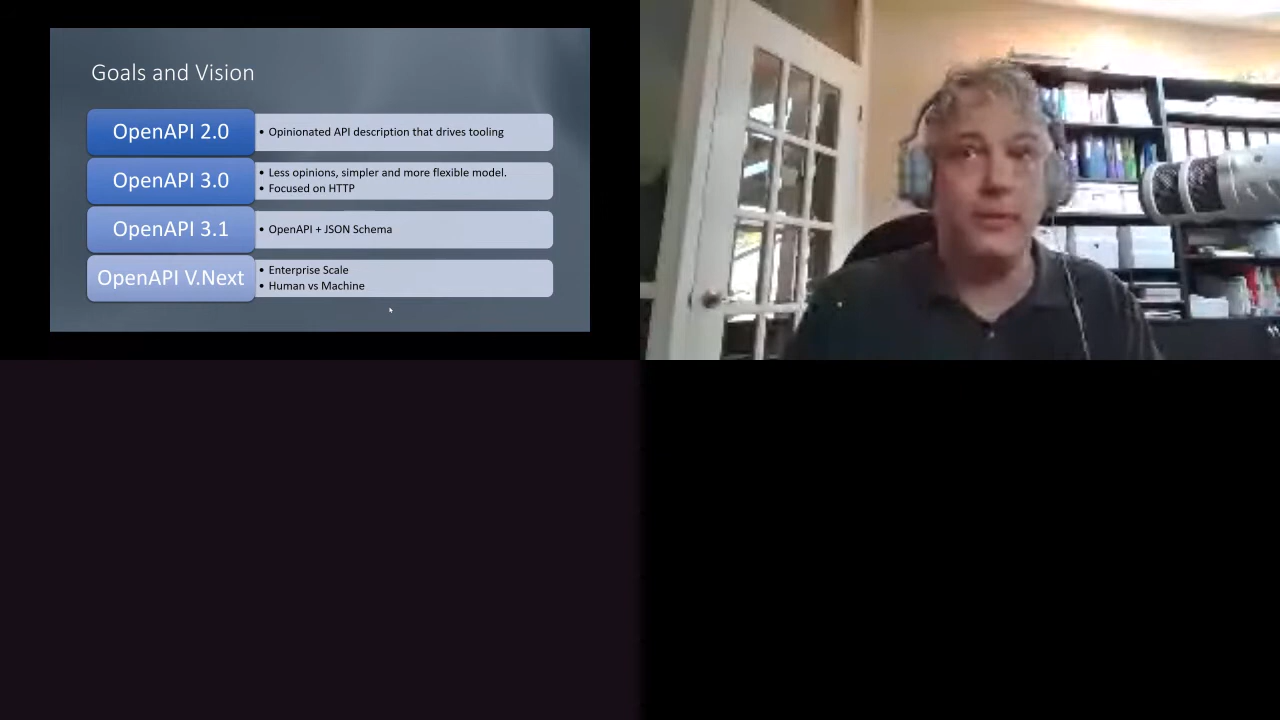 Goals and Vision
OpenAPI 2.0
• Opinionated API description that drives tooling
OpenAPI 3.0
• Less opinions, simpler and more flexible model.
• Focused on HTTP
OpenAPI 3.1
• OpenAPI + JSON Schema
OpenAPI V.Next
• Enterprise Scale
• Human vs Machine